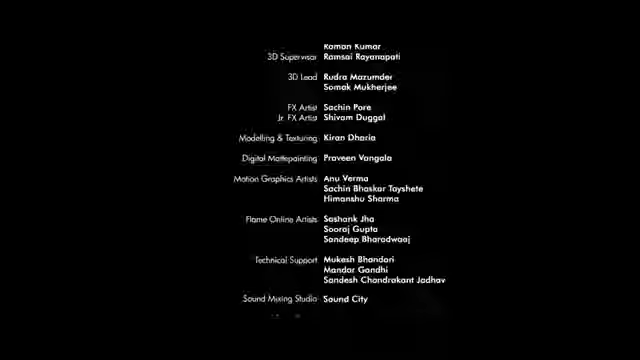 Raman Kumar
3D Supervisor Ramsai Rayanapati
3D Lead Rudra Mazumder
Somak Mukherjee
FX Artist Sachin Pore
Jr. FX Artist Shivam Duggal
Modelling & Texturing Kiran Dharia
Digital Mattepainting Praveen Vangala
Motion Graphics Artists Anu Verma
Sachin Bhaskar Tayshete
Himanshu Sharma
Flame Online Artists Sashank Jha
Sooraj Gupta
Sandeep Bharadwaaj
Technical Support Mukesh Bhandari
Mandar Gandhi
Sandesh Chandrakant Jadhav
Sound Mixing Studio Sound City